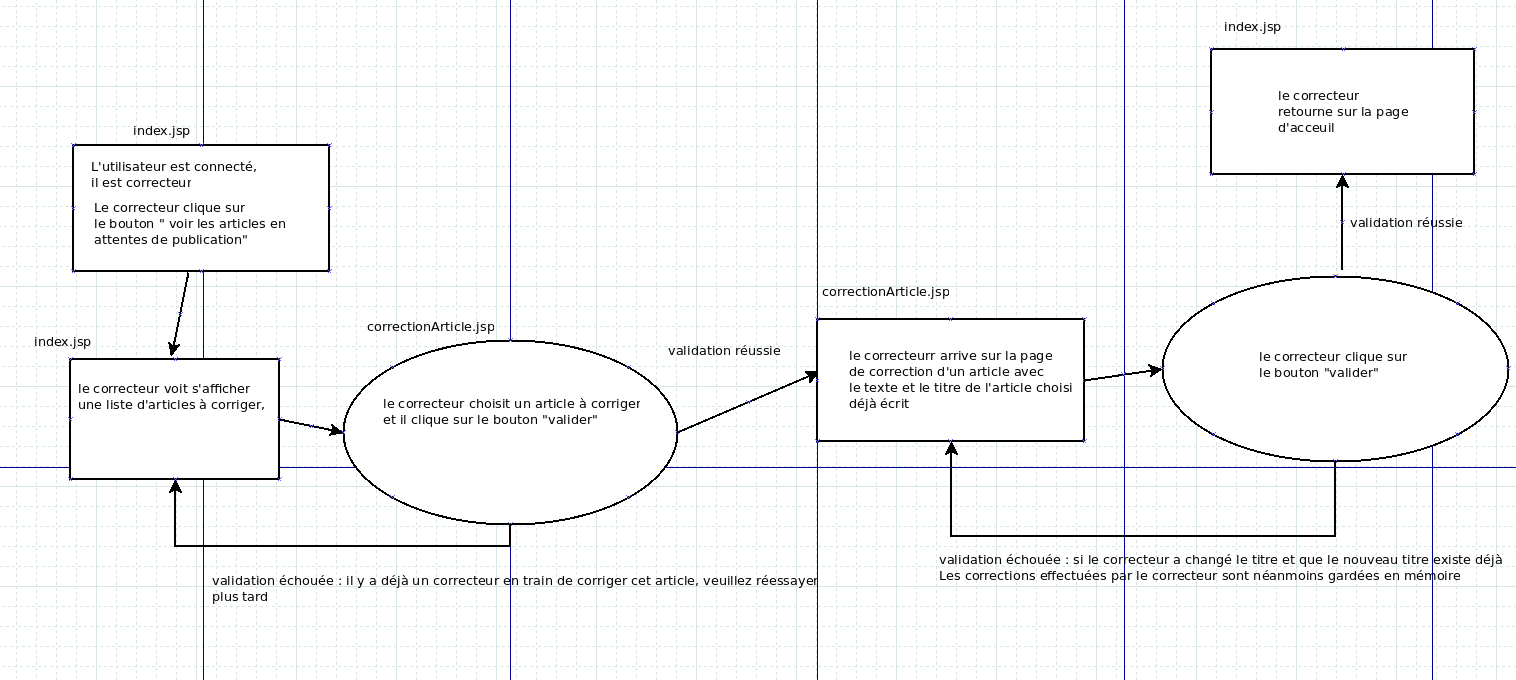 index.jsp
L'utilisateur est connecté,
il est correcteur
Le correcteur clique sur
le bouton " voir les articles en
attentes de publication"
index.jsp
le correcteur voit s'afficher
une liste d'articles à corriger,
correctionArticle.jsp
le correcteur choisit un article à corriger
et il clique sur le bouton "valider"
validation échouée : il y a déjà un correcteur en train de corriger cet article, veuillez réessayer
plus tard
validation réussie
correctionArticle.jsp
le correcteurr arrive sur la page
de correction d'un article avec
le texte et le titre de l'article choisi
déjà écrit
le correcteur clique sur
le bouton "valider"
validation échouée : si le correcteur a changé le titre et que le nouveau titre existe déjà
Les corrections effectuées par le correcteur sont néanmoins gardées en mémoire
validation réussie
index.jsp
le correcteur
retourne sur la page
d'acceuil